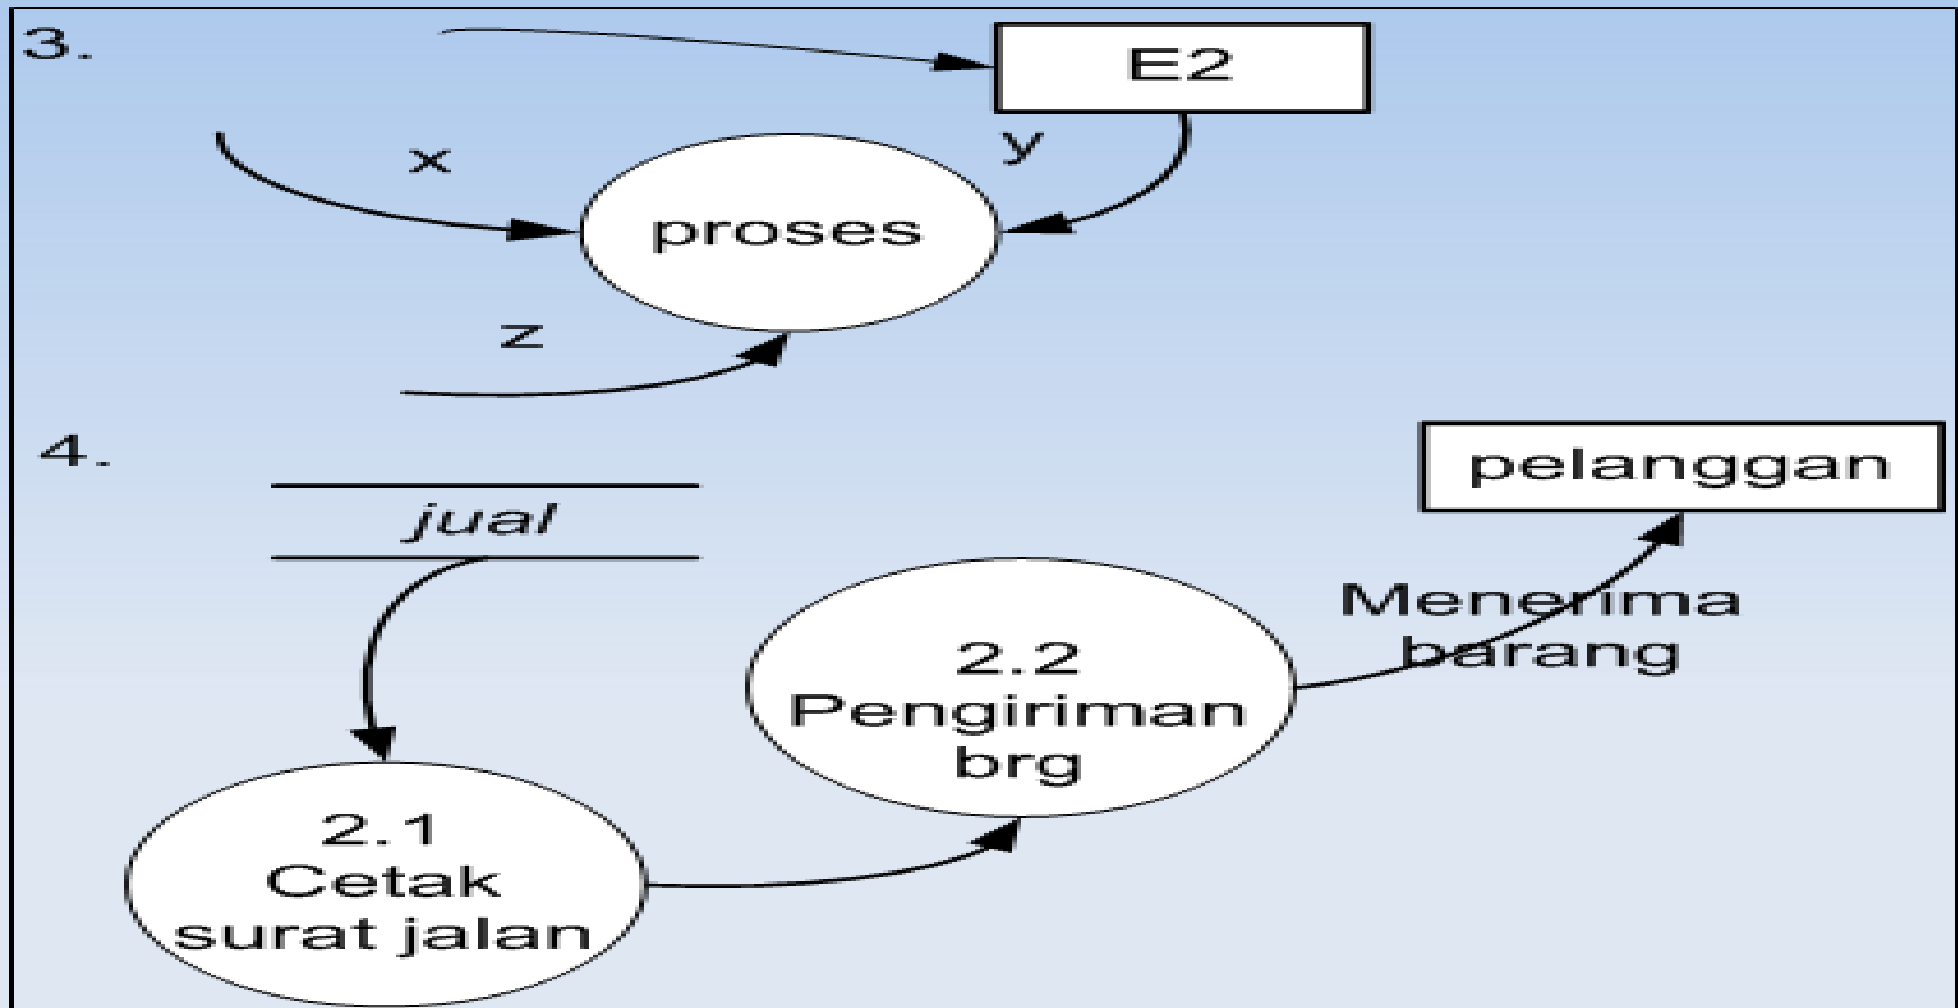 3.
E2
x
y
proses
z
4.
pelanggan
jual
Menerima
barang
2.2
Pengiriman
brg
2.1
Cetak
surat jalan